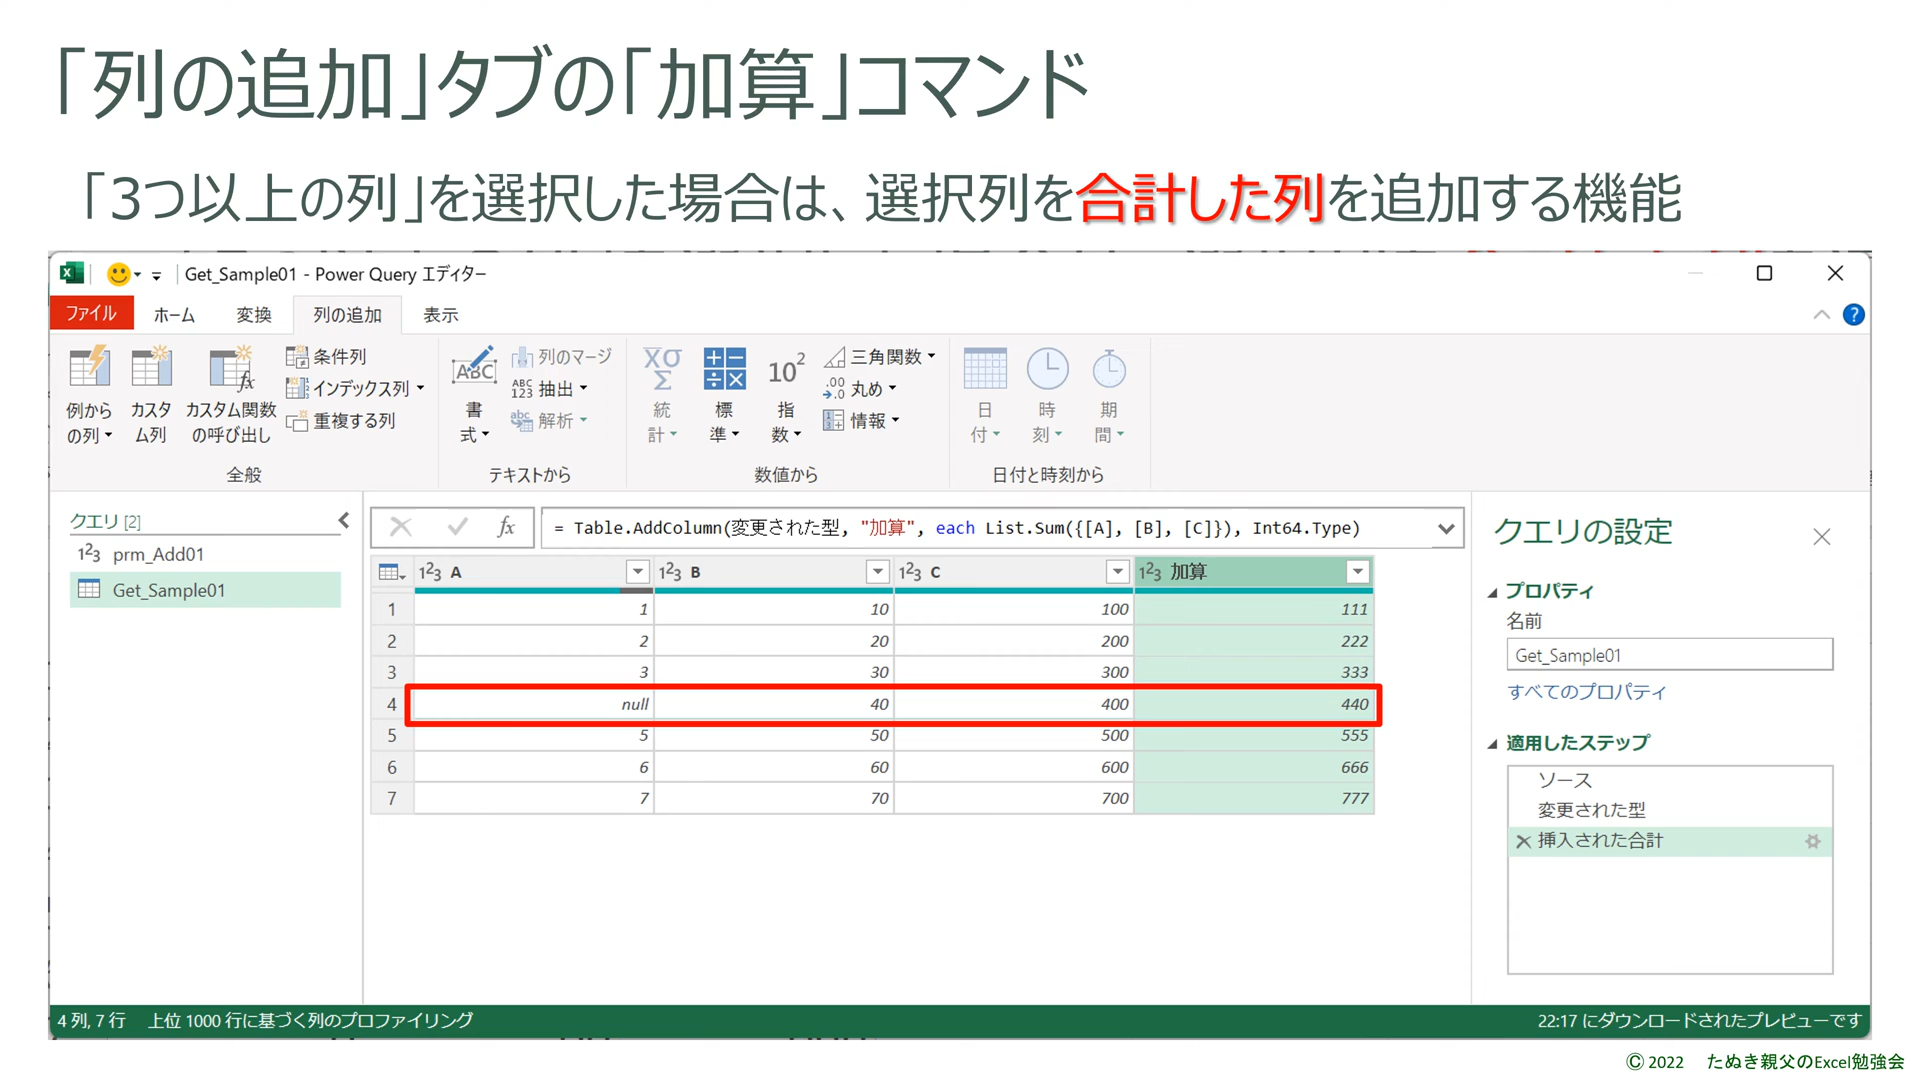 「列の追加」タブの「加算」コマンド
「3つ以上の列」を選択した場合は、選択列を合計した列を追加する機能
Get_Sample01 - Power Query エディター
ファイル ホーム 変換 列の追加 表示
例からの列 カスタム列 カスタム関数の呼び出し
条件列
インデックス列
重複する列
全般
書式
列のマージ
抽出
解析
テキストから
統計 標準 指数
三角関数
丸め
情報
数値から
日付 時刻 期間
日付と時刻から
クエリ [2]
prm_Add01
Get_Sample01
= Table.AddColumn(変更された型, "加算", each List.Sum({[A], [B], [C]}), Int64.Type)
A B C 加算
1 1 10 100 111
2 2 20 200 222
3 3 30 300 333
4 null 40 400 440
5 5 50 500 555
6 6 60 600 666
7 7 70 700 777
クエリの設定
プロパティ
名前
Get_Sample01
すべてのプロパティ
適用したステップ
ソース
変更された型
挿入された合計
4 列, 7 行 上位 1000 行に基づく列のプロファイリング
22:17 にダウンロードされたプレビューです
© 2022 たぬき親父のExcel勉強会